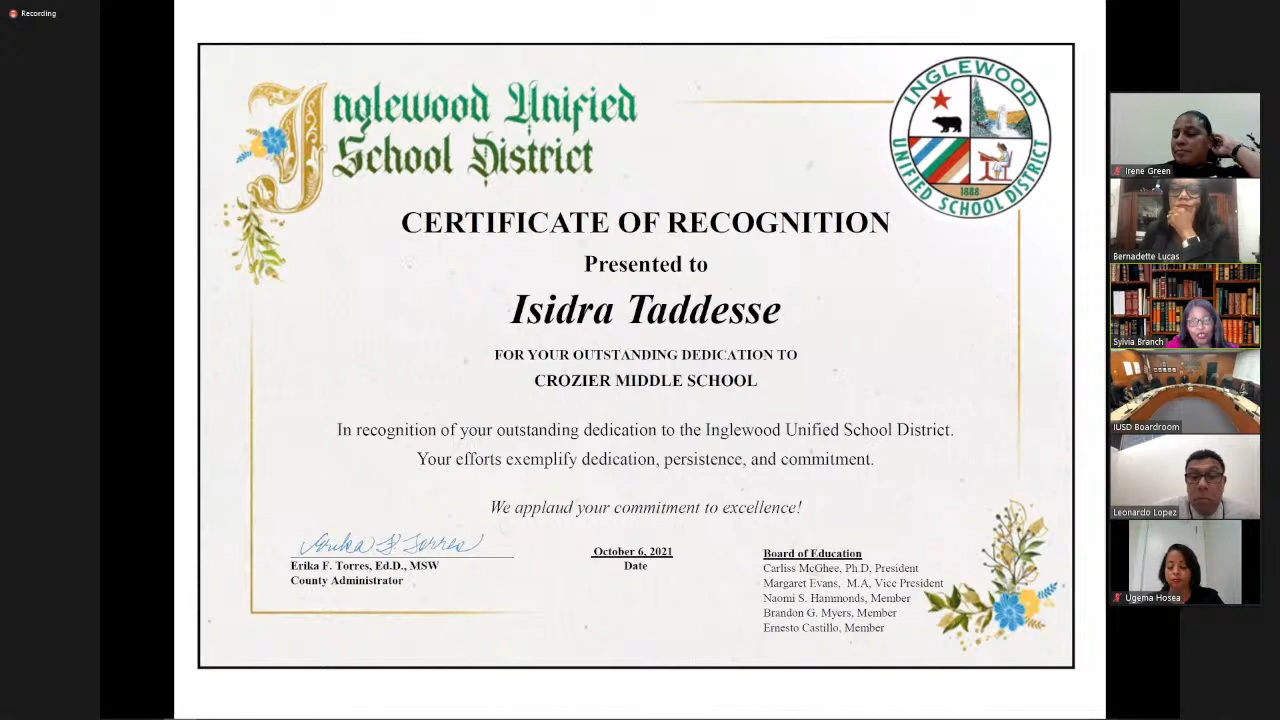 Recording
Inglewood Unified
School District
INGLEWOOD
UNIFIED SCHOOL DISTRICT
1888
CERTIFICATE OF RECOGNITION
Presented to
Isidra Taddesse
FOR YOUR OUTSTANDING DEDICATION TO
CROZIER MIDDLE SCHOOL
In recognition of your outstanding dedication to the Inglewood Unified School District.
Your efforts exemplify dedication, persistence, and commitment.
We applaud your commitment to excellence!
Erika F Torres
Erika F. Torres, Ed.D., MSW
County Administrator
October 6, 2021
Date
Board of Education
Carliss McGhee, Ph.D, President
Margaret Evans, M.A, Vice President
Naomi S. Hammonds, Member
Brandon G. Myers, Member
Ernesto Castillo, Member
Irene Green
Bernadette Lucas
Sylvia Branch
IUSD Boardroom
Leonardo Lopez
Ugema Hosea